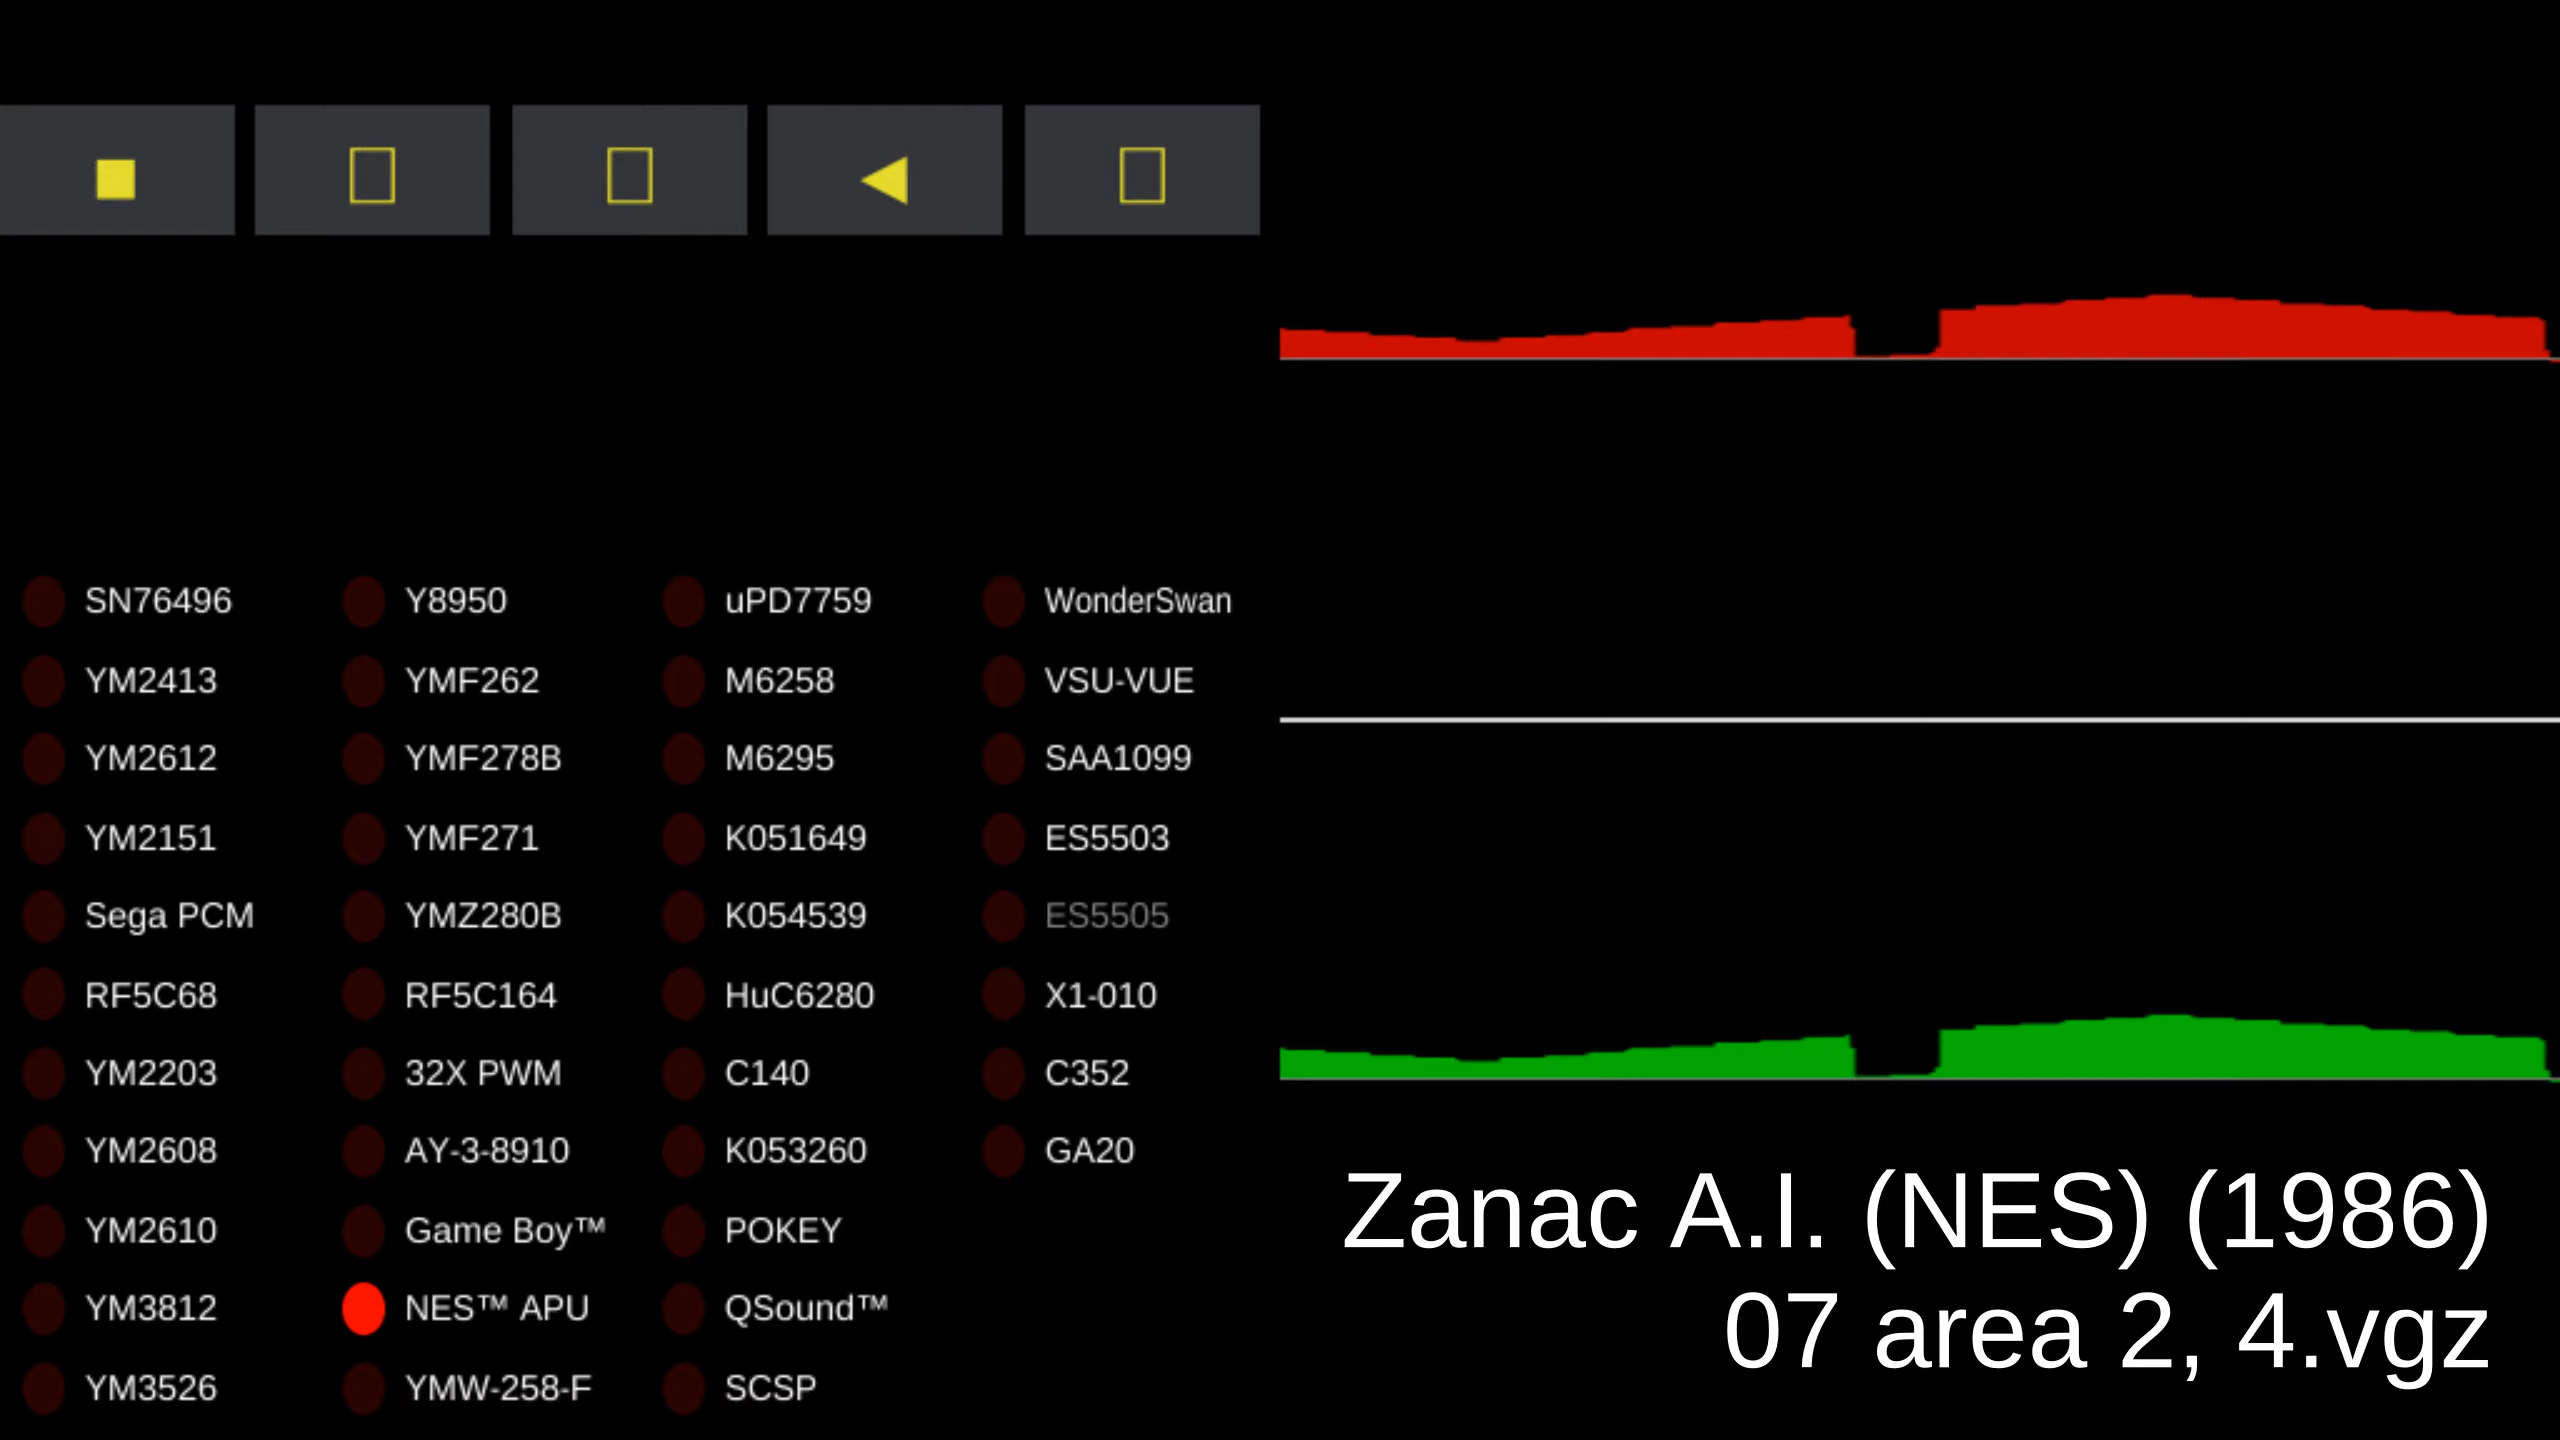 SN76496 Y8950 uPD7759 WonderSwan
YM2413 YMF262 M6258 VSU-VUE
YM2612 YMF278B M6295 SAA1099
YM2151 YMF271 K051649 ES5503
Sega PCM YMZ280B K054539 ES5505
RF5C68 RF5C164 HuC6280 X1-010
YM2203 32X PWM C140 C352
YM2608 AY-3-8910 K053260 GA20
YM2610 Game Boy™ POKEY
YM3812 NES™ APU QSound™
YM3526 YMW-258-F SCSP
Zanac A.I. (NES) (1986)
07 area 2, 4.vgz